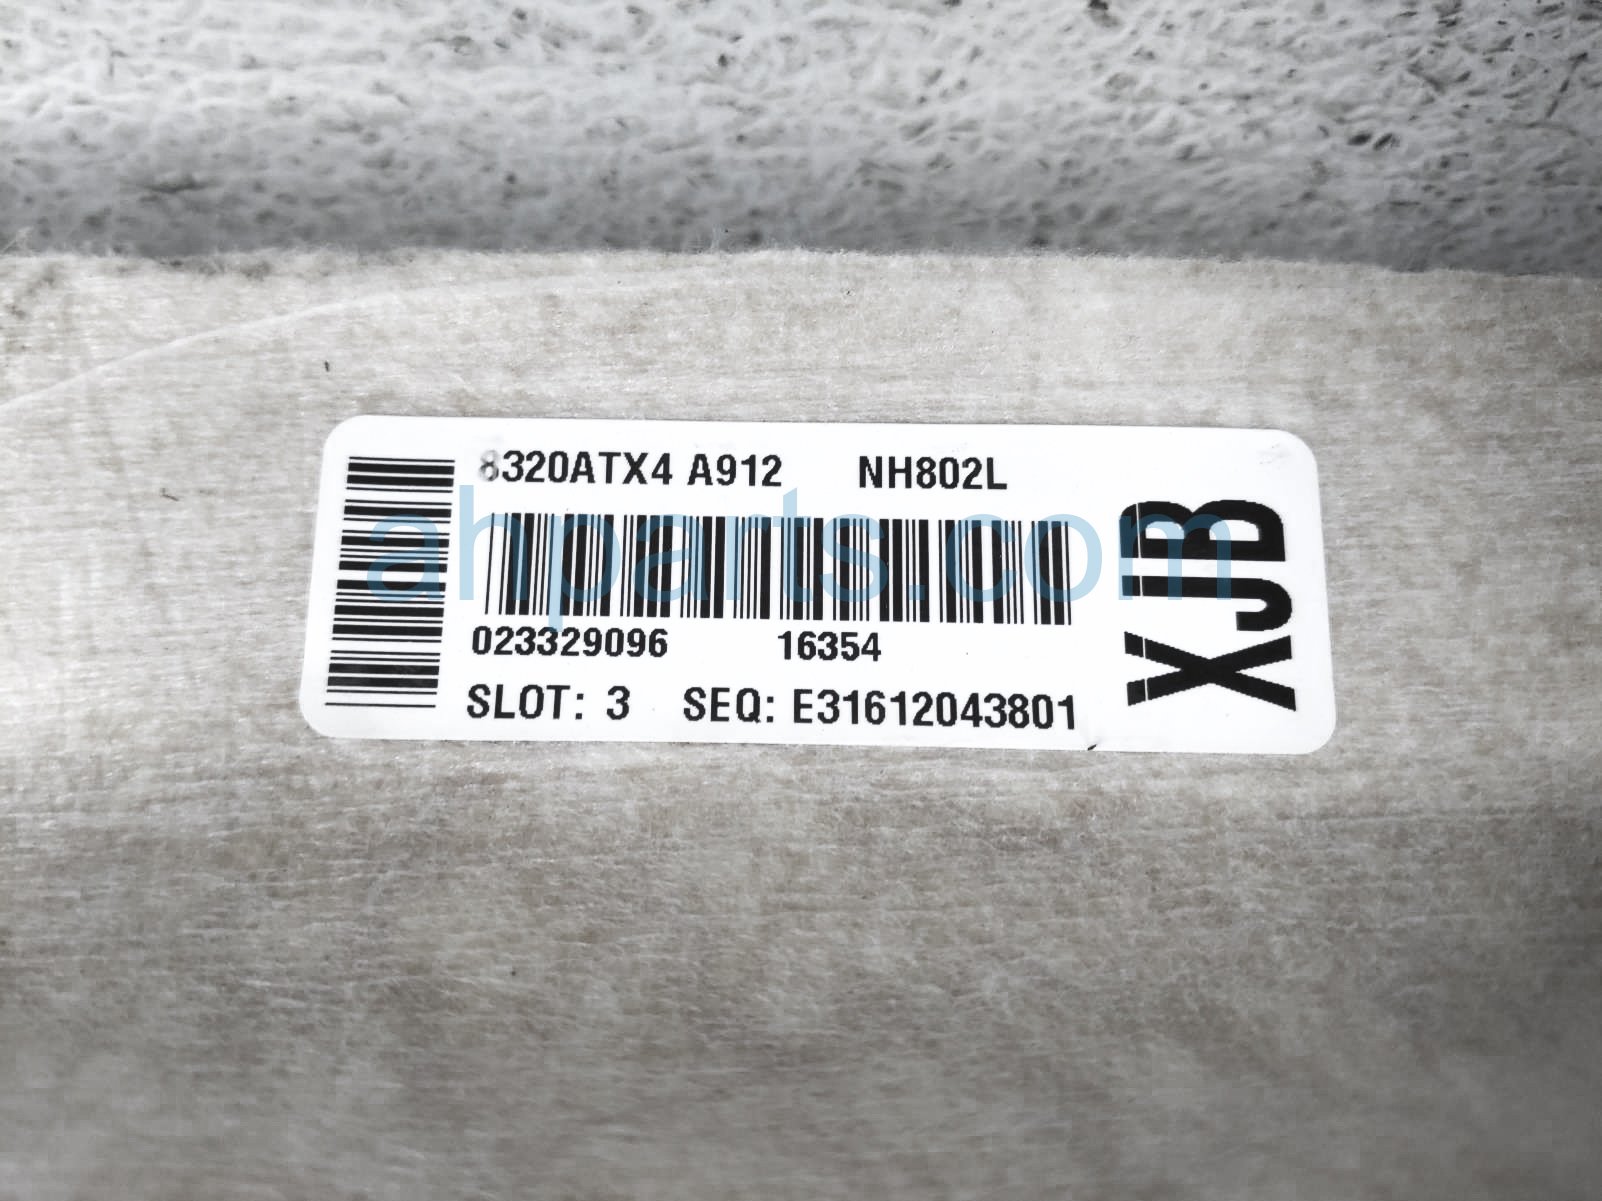 8320ATX4 A912 NH802L
023329096 16354
SLOT: 3 SEQ: E31612043801
XJB
ahparts.com